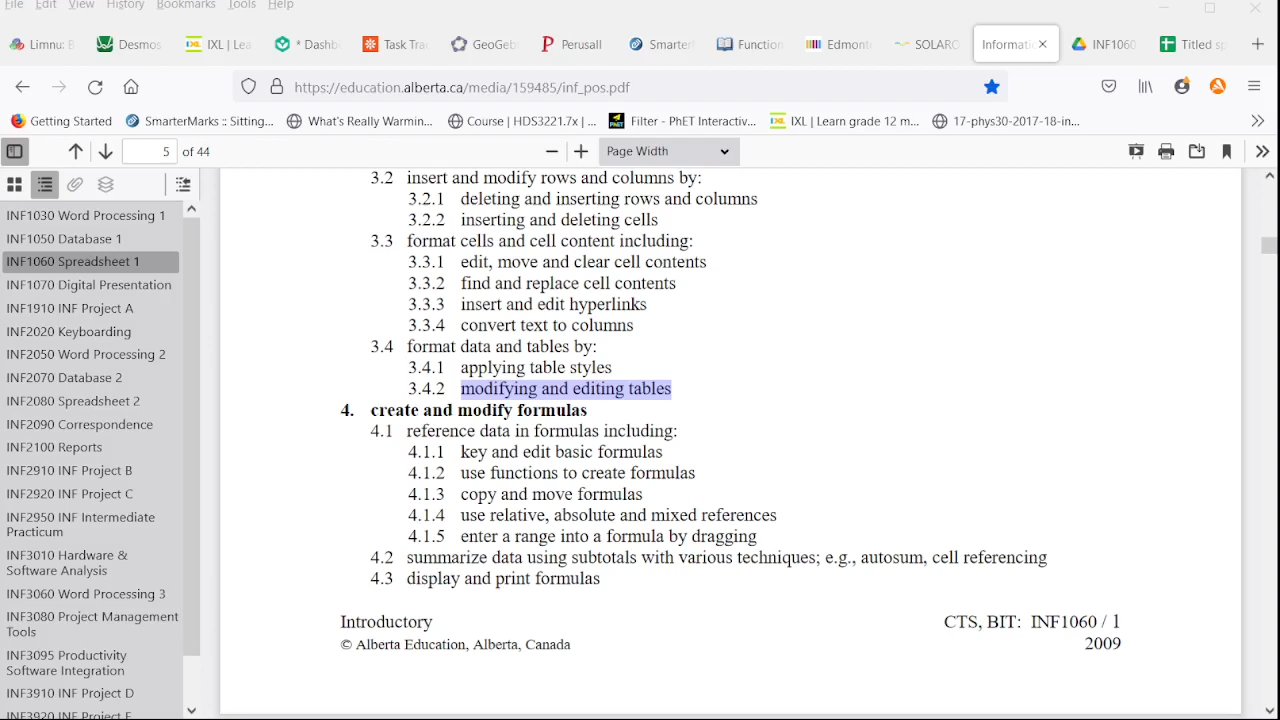 File Edit View History Bookmarks Tools Help
Limnu: B Desmos IXL | Lea * Dashb Task Tra GeoGeb Perusall Smarter Function Edmont SOLARO Informati INF1060 Titled sp
https://education.alberta.ca/media/159485/inf_pos.pdf
Getting Started SmarterMarks :: Sitting... What's Really Warmin... Course | HDS3221.7x | ... Filter - PhET Interactiv... IXL | Learn grade 12 m... 17-phys30-2017-18-in...
5 of 44 Page Width
INF1030 Word Processing 1
INF1050 Database 1
INF1060 Spreadsheet 1
INF1070 Digital Presentation
INF1910 INF Project A
INF2020 Keyboarding
INF2050 Word Processing 2
INF2070 Database 2
INF2080 Spreadsheet 2
INF2090 Correspondence
INF2100 Reports
INF2910 INF Project B
INF2920 INF Project C
INF2950 INF Intermediate
Practicum
INF3010 Hardware &
Software Analysis
INF3060 Word Processing 3
INF3080 Project Management
Tools
INF3095 Productivity
Software Integration
INF3910 INF Project D
INF3920 INF Project E
3.2 insert and modify rows and columns by:
3.2.1 deleting and inserting rows and columns
3.2.2 inserting and deleting cells
3.3 format cells and cell content including:
3.3.1 edit, move and clear cell contents
3.3.2 find and replace cell contents
3.3.3 insert and edit hyperlinks
3.3.4 convert text to columns
3.4 format data and tables by:
3.4.1 applying table styles
3.4.2 modifying and editing tables
4. create and modify formulas
4.1 reference data in formulas including:
4.1.1 key and edit basic formulas
4.1.2 use functions to create formulas
4.1.3 copy and move formulas
4.1.4 use relative, absolute and mixed references
4.1.5 enter a range into a formula by dragging
4.2 summarize data using subtotals with various techniques; e.g., autosum, cell referencing
4.3 display and print formulas
Introductory CTS, BIT: INF1060 / 1
© Alberta Education, Alberta, Canada 2009